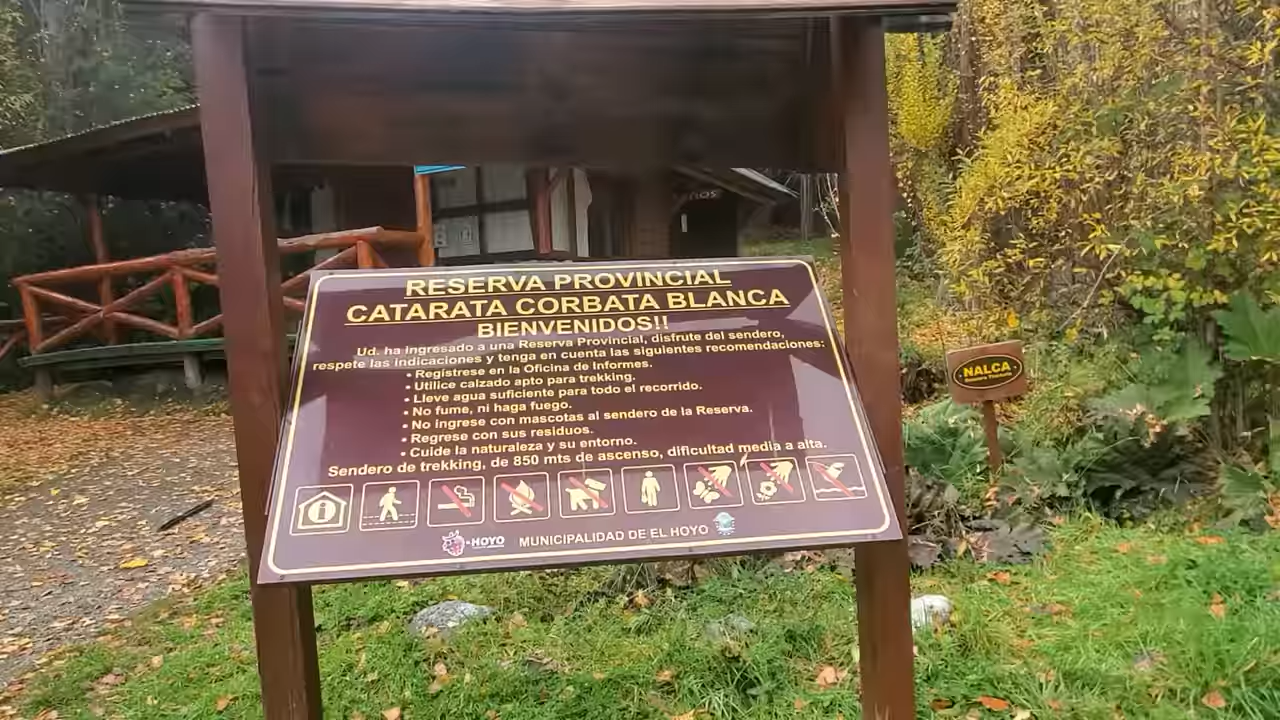 RESERVA PROVINCIAL
CATARATA CORBATA BLANCA
BIENVENIDOS!!
Ud. ha ingresado a una Reserva Provincial, disfrute del sendero,
respete las indicaciones y tenga en cuenta las siguientes recomendaciones:
• Regístrese en la Oficina de Informes.
• Utilice calzado apto para trekking.
• Lleve agua suficiente para todo el recorrido.
• No fume, ni haga fuego.
• No ingrese con mascotas al sendero de la Reserva.
• Regrese con sus residuos.
• Cuide la naturaleza y su entorno.
Sendero de trekking, de 850 mts de ascenso, dificultad media a alta.
HOYO MUNICIPALIDAD DE EL HOYO
NALCA